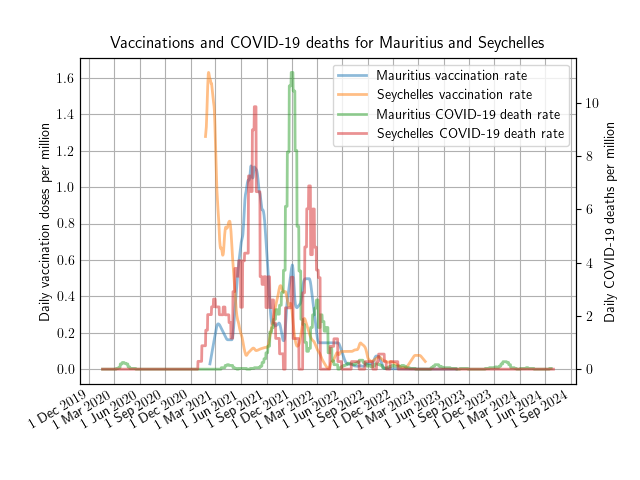 Vaccinations and COVID-19 deaths for Mauritius and Seychelles
Mauritius vaccination rate
Seychelles vaccination rate
Mauritius COVID-19 death rate
Seychelles COVID-19 death rate
Daily vaccination doses per million
1.6
1.4
1.2
1.0
0.8
0.6
0.4
0.2
0.0
Daily COVID-19 deaths per million
10
8
6
4
2
0
1 Dec 2019
1 Mar 2020
1 Jun 2020
1 Sep 2020
1 Dec 2020
1 Mar 2021
1 Jun 2021
1 Sep 2021
1 Dec 2021
1 Mar 2022
1 Jun 2022
1 Sep 2022
1 Dec 2022
1 Mar 2023
1 Jun 2023
1 Sep 2023
1 Dec 2023
1 Mar 2024
1 Jun 2024
1 Sep 2024